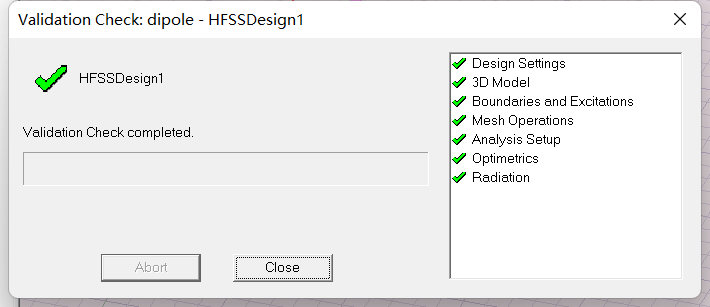 Validation Check: dipole - HFSSDesign1
HFSSDesign1
Validation Check completed.
Design Settings
3D Model
Boundaries and Excitations
Mesh Operations
Analysis Setup
Optimetrics
Radiation
Abort
Close